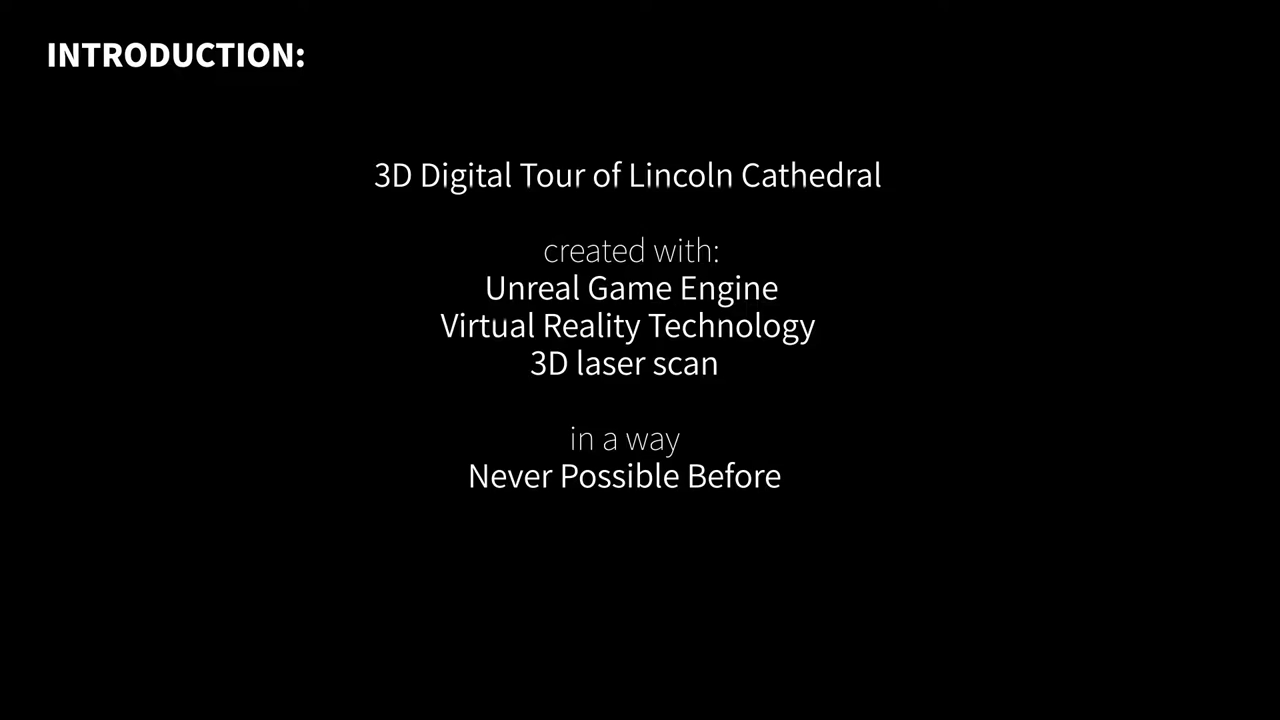 INTRODUCTION:
3D Digital Tour of Lincoln Cathedral
created with:
Unreal Game Engine
Virtual Reality Technology
3D laser scan
in a way
Never Possible Before